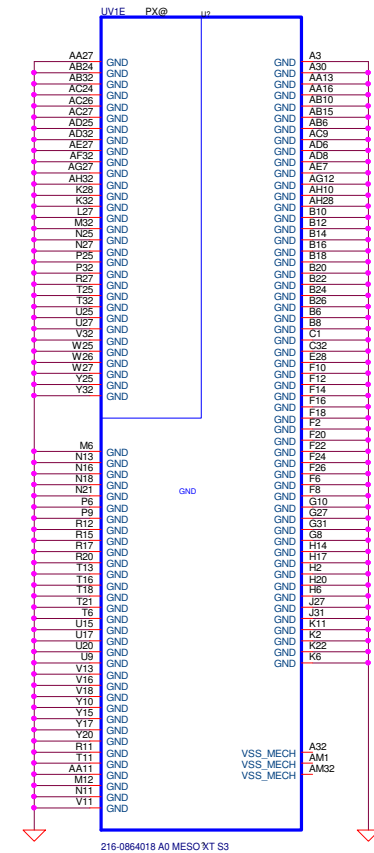 UV1E PX@ U?
AA27 GND
AB24 GND
AB32 GND
AC24 GND
AC26 GND
AC27 GND
AD25 GND
AD32 GND
AE27 GND
AF32 GND
AG27 GND
AH32 GND
K28 GND
K32 GND
L27 GND
M32 GND
N25 GND
N27 GND
P25 GND
P32 GND
R27 GND
T25 GND
T32 GND
U25 GND
U27 GND
V32 GND
W25 GND
W26 GND
W27 GND
Y25 GND
Y32 GND
M6 GND
N13 GND
N16 GND
N18 GND
N21 GND
P6 GND
P9 GND
R12 GND
R15 GND
R17 GND
R20 GND
T13 GND
T16 GND
T18 GND
T21 GND
T6 GND
U15 GND
U17 GND
U20 GND
U9 GND
V13 GND
V16 GND
V18 GND
Y10 GND
Y15 GND
Y17 GND
Y20 GND
R11 GND
T11 GND
AA11 GND
M12 GND
N11 GND
V11 GND
GND
GND A3
GND A30
GND AA13
GND AA16
GND AB10
GND AB15
GND AB6
GND AC9
GND AD6
GND AD8
GND AE7
GND AG12
GND AH10
GND AH28
GND B10
GND B12
GND B14
GND B16
GND B18
GND B20
GND B22
GND B24
GND B26
GND B6
GND B8
GND C1
GND C32
GND E28
GND F10
GND F12
GND F14
GND F16
GND F18
GND F2
GND F20
GND F22
GND F24
GND F26
GND F6
GND F8
GND G10
GND G27
GND G31
GND G8
GND H14
GND H17
GND H2
GND H20
GND H6
GND J27
GND J31
GND K11
GND K2
GND K22
GND K6
VSS_MECH A32
VSS_MECH AM1
VSS_MECH AM32
216-0864018 A0 MESO XT S3